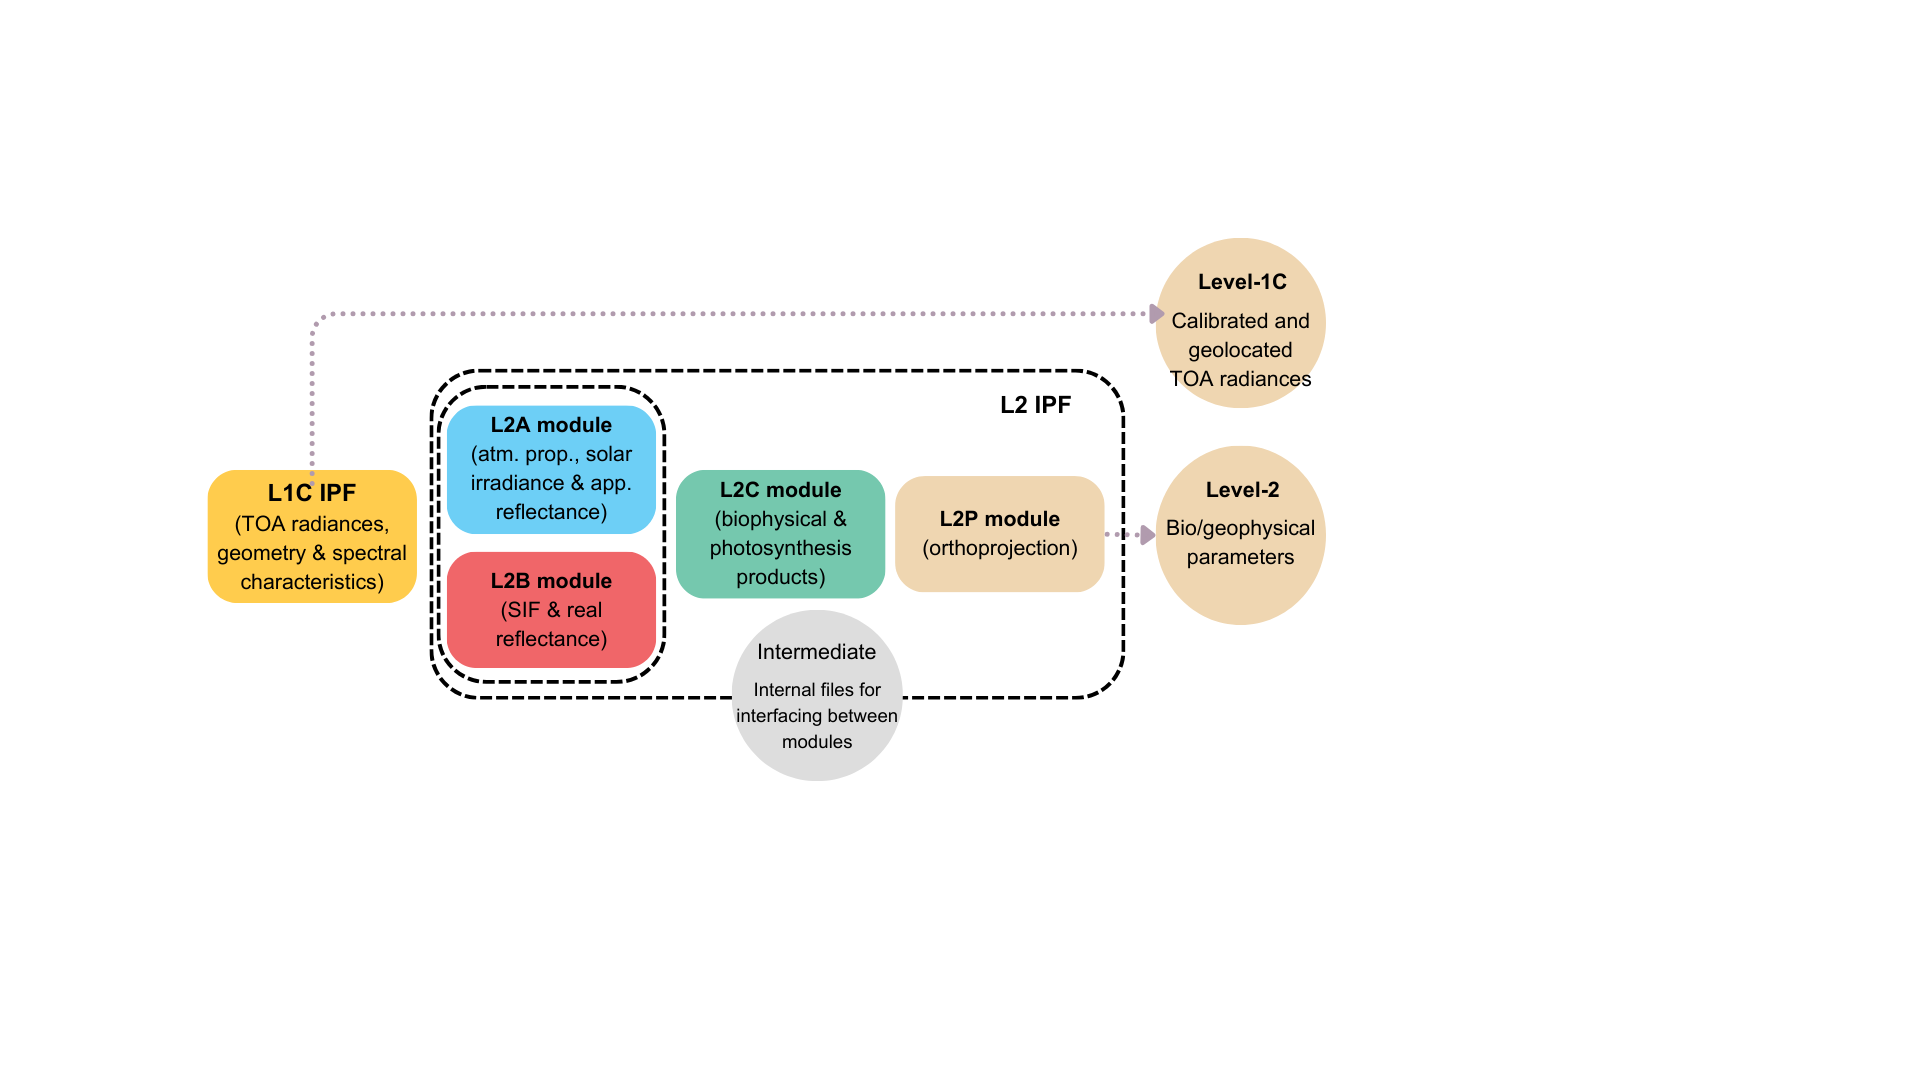 Level-1C
Calibrated and
geolocated
TOA radiances
L2 IPF
L2A module
(atm. prop., solar
irradiance & app.
reflectance)
L1C IPF
(TOA radiances,
geometry & spectral
characteristics)
L2B module
(SIF & real
reflectance)
L2C module
(biophysical &
photosynthesis
products)
L2P module
(orthoprojection)
Level-2
Bio/geophysical
parameters
Intermediate
Internal files for
interfacing between
modules